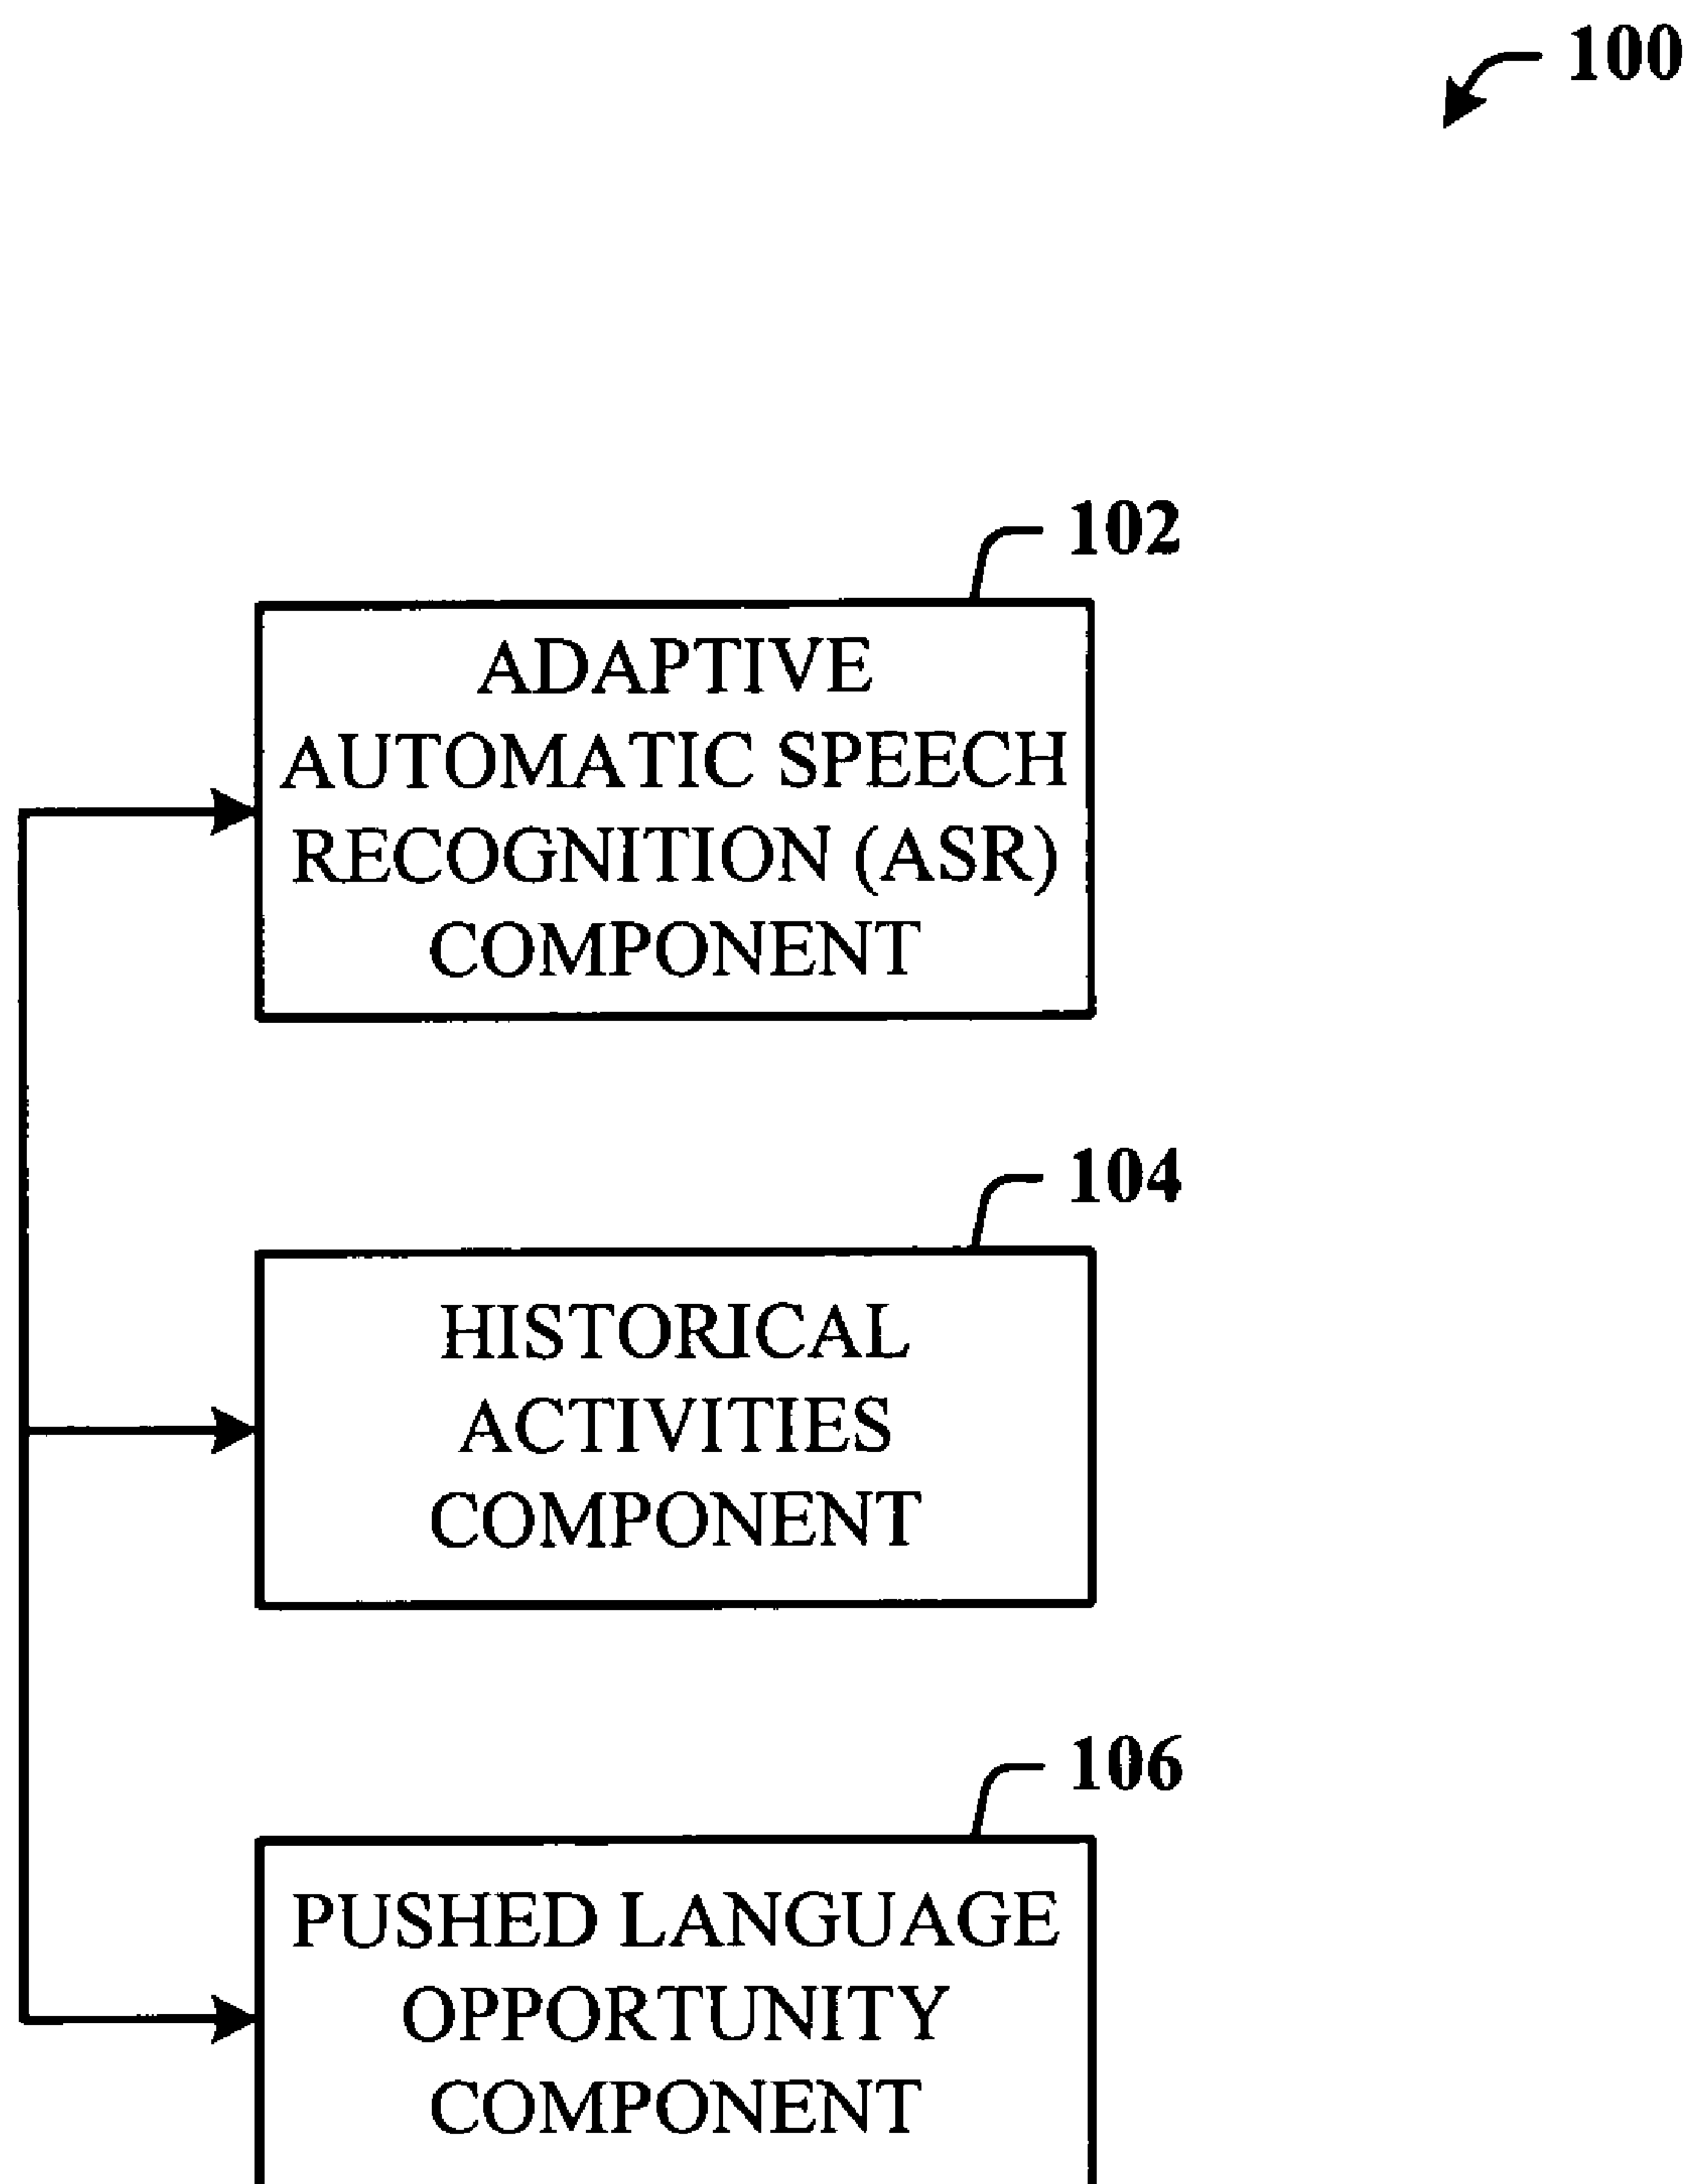 100
102
ADAPTIVE
AUTOMATIC SPEECH
RECOGNITION (ASR)
COMPONENT
104
HISTORICAL
ACTIVITIES
COMPONENT
106
PUSHED LANGUAGE
OPPORTUNITY
COMPONENT